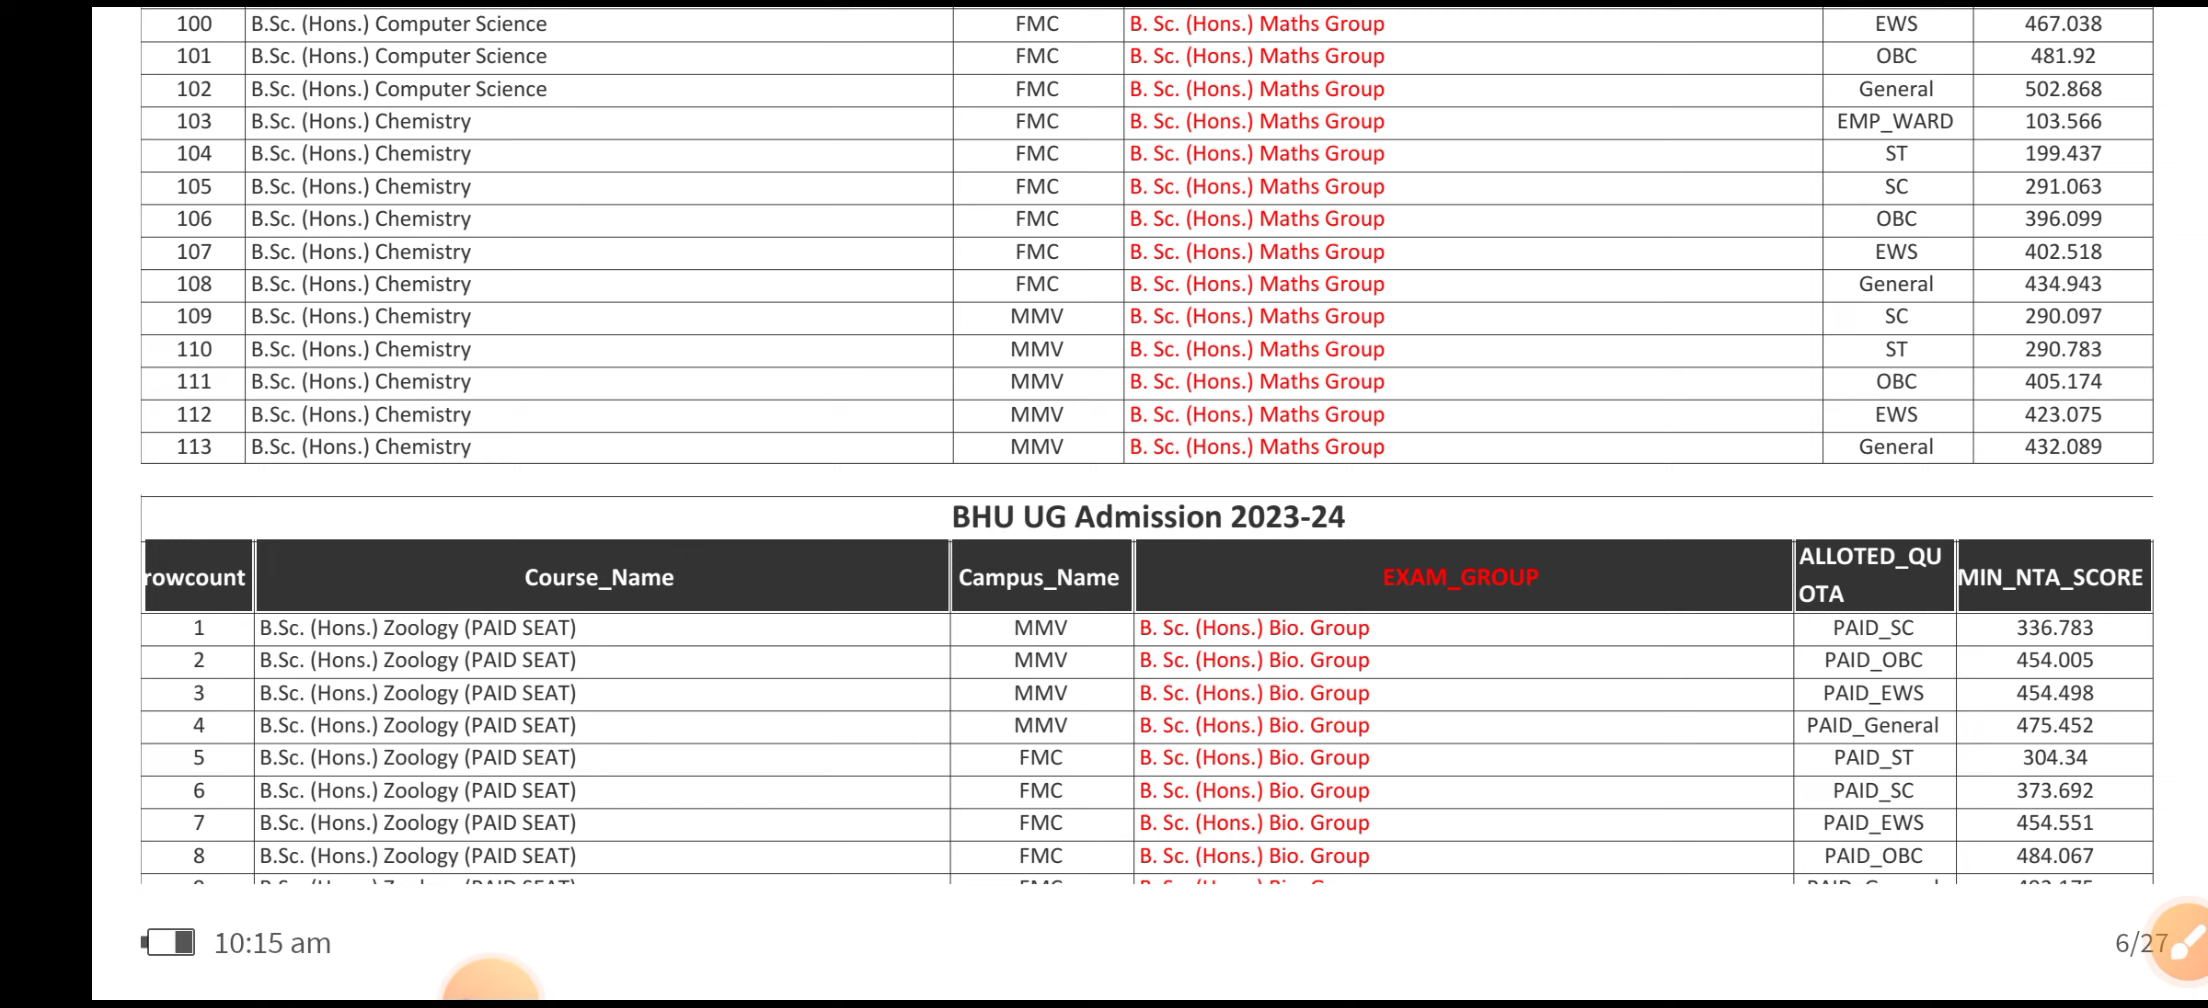 100 B.Sc. (Hons.) Computer Science FMC B. Sc. (Hons.) Maths Group EWS 467.038
101 B.Sc. (Hons.) Computer Science FMC B. Sc. (Hons.) Maths Group OBC 481.92
102 B.Sc. (Hons.) Computer Science FMC B. Sc. (Hons.) Maths Group General 502.868
103 B.Sc. (Hons.) Chemistry FMC B. Sc. (Hons.) Maths Group EMP_WARD 103.566
104 B.Sc. (Hons.) Chemistry FMC B. Sc. (Hons.) Maths Group ST 199.437
105 B.Sc. (Hons.) Chemistry FMC B. Sc. (Hons.) Maths Group SC 291.063
106 B.Sc. (Hons.) Chemistry FMC B. Sc. (Hons.) Maths Group OBC 396.099
107 B.Sc. (Hons.) Chemistry FMC B. Sc. (Hons.) Maths Group EWS 402.518
108 B.Sc. (Hons.) Chemistry FMC B. Sc. (Hons.) Maths Group General 434.943
109 B.Sc. (Hons.) Chemistry MMV B. Sc. (Hons.) Maths Group SC 290.097
110 B.Sc. (Hons.) Chemistry MMV B. Sc. (Hons.) Maths Group ST 290.783
111 B.Sc. (Hons.) Chemistry MMV B. Sc. (Hons.) Maths Group OBC 405.174
112 B.Sc. (Hons.) Chemistry MMV B. Sc. (Hons.) Maths Group EWS 423.075
113 B.Sc. (Hons.) Chemistry MMV B. Sc. (Hons.) Maths Group General 432.089
BHU UG Admission 2023-24
rowcount Course_Name Campus_Name EXAM_GROUP ALLOTED_QU
OTA MIN_NTA_SCORE
1 B.Sc. (Hons.) Zoology (PAID SEAT) MMV B. Sc. (Hons.) Bio. Group PAID_SC 336.783
2 B.Sc. (Hons.) Zoology (PAID SEAT) MMV B. Sc. (Hons.) Bio. Group PAID_OBC 454.005
3 B.Sc. (Hons.) Zoology (PAID SEAT) MMV B. Sc. (Hons.) Bio. Group PAID_EWS 454.498
4 B.Sc. (Hons.) Zoology (PAID SEAT) MMV B. Sc. (Hons.) Bio. Group PAID_General 475.452
5 B.Sc. (Hons.) Zoology (PAID SEAT) FMC B. Sc. (Hons.) Bio. Group PAID_ST 304.34
6 B.Sc. (Hons.) Zoology (PAID SEAT) FMC B. Sc. (Hons.) Bio. Group PAID_SC 373.692
7 B.Sc. (Hons.) Zoology (PAID SEAT) FMC B. Sc. (Hons.) Bio. Group PAID_EWS 454.551
8 B.Sc. (Hons.) Zoology (PAID SEAT) FMC B. Sc. (Hons.) Bio. Group PAID_OBC 484.067
10:15 am 6/27